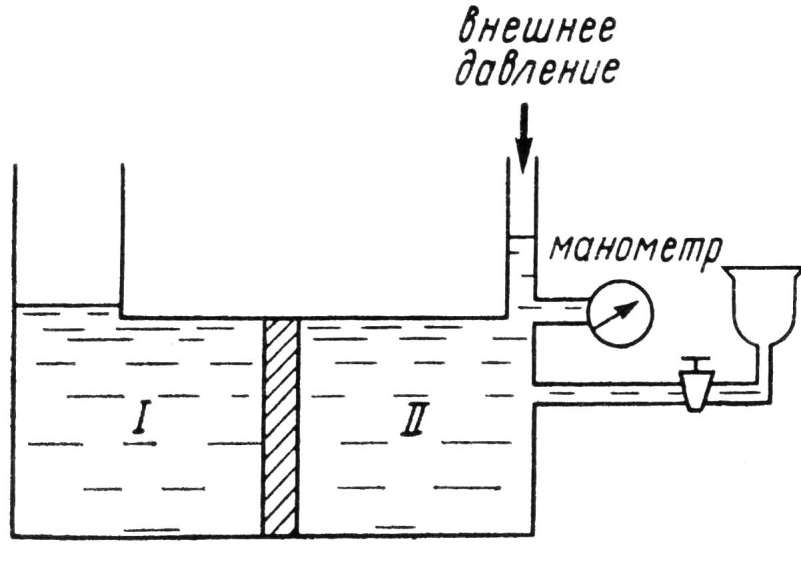 внешнее
давление
манометр
I
II